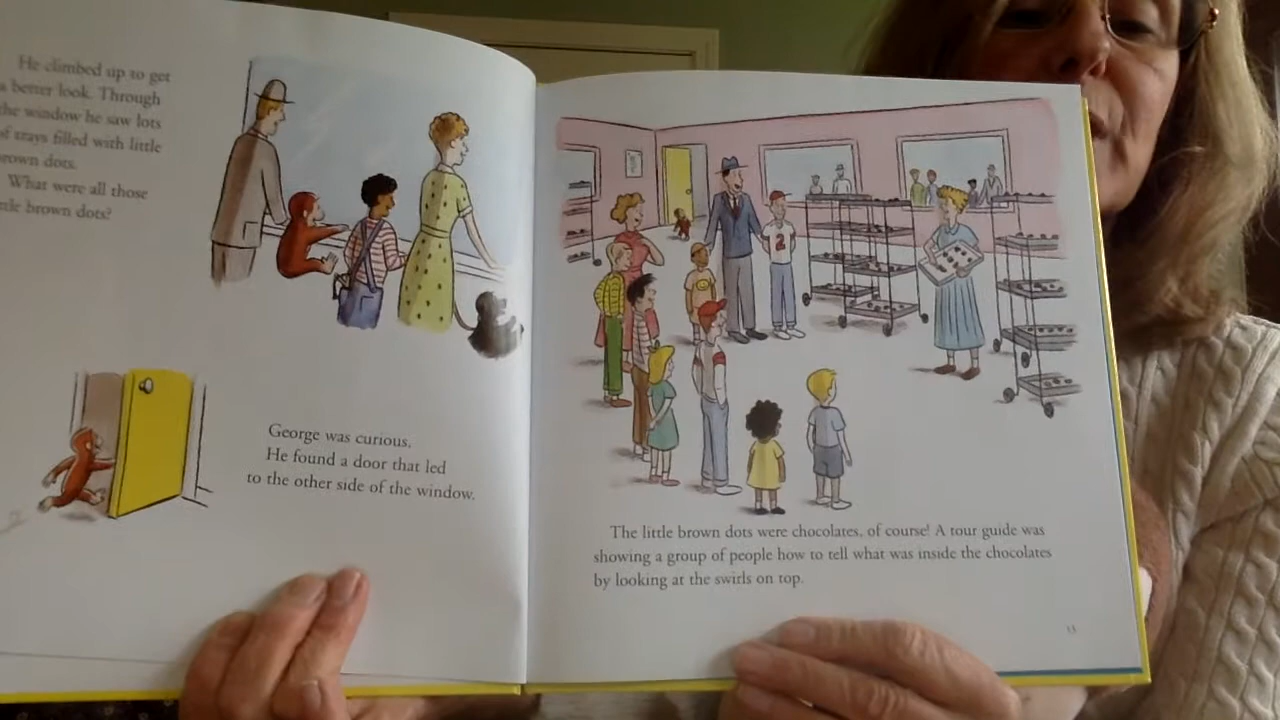 He climbed up to get
a better look. Through
the window he saw lots
of trays filled with little
brown dots.
What were all those
little brown dots?
George was curious.
He found a door that led
to the other side of the window.
2
The little brown dots were chocolates, of course! A tour guide was
showing a group of people how to tell what was inside the chocolates
by looking at the swirls on top.
13